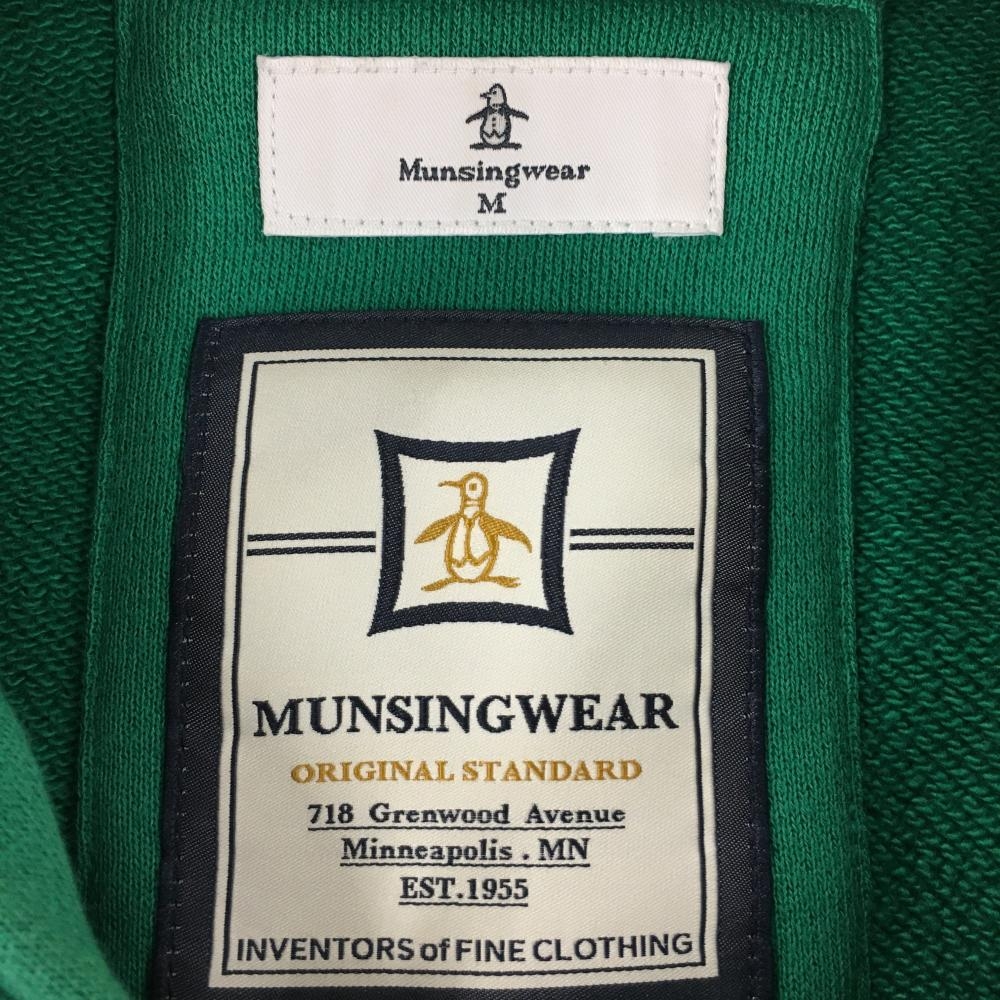 Munsingwear
M
MUNSINGWEAR
ORIGINAL STANDARD
718 Grenwood Avenue
Minneapolis . MN
EST.1955
INVENTORS of FINE CLOTHING